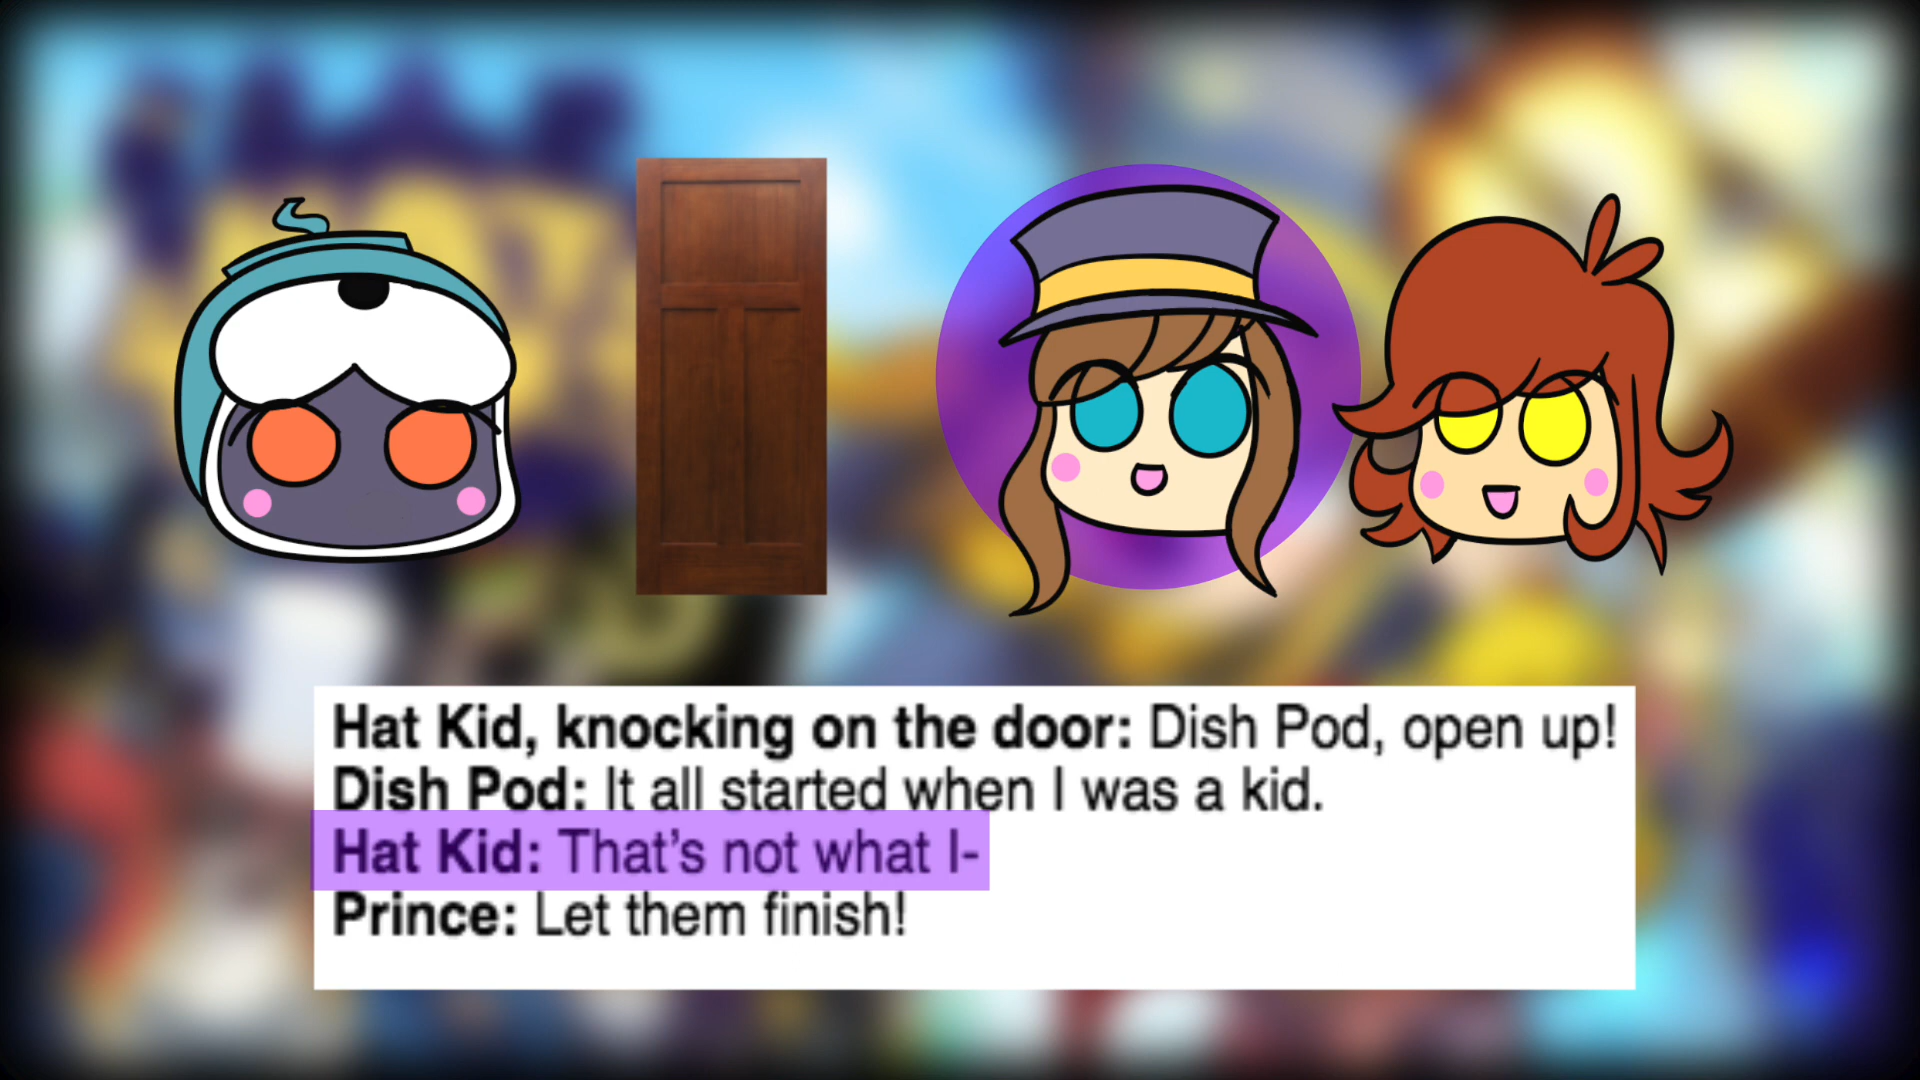 Hat Kid, knocking on the door: Dish Pod, open up!
Dish Pod: It all started when I was a kid.
Hat Kid: That's not what I-
Prince: Let them finish!